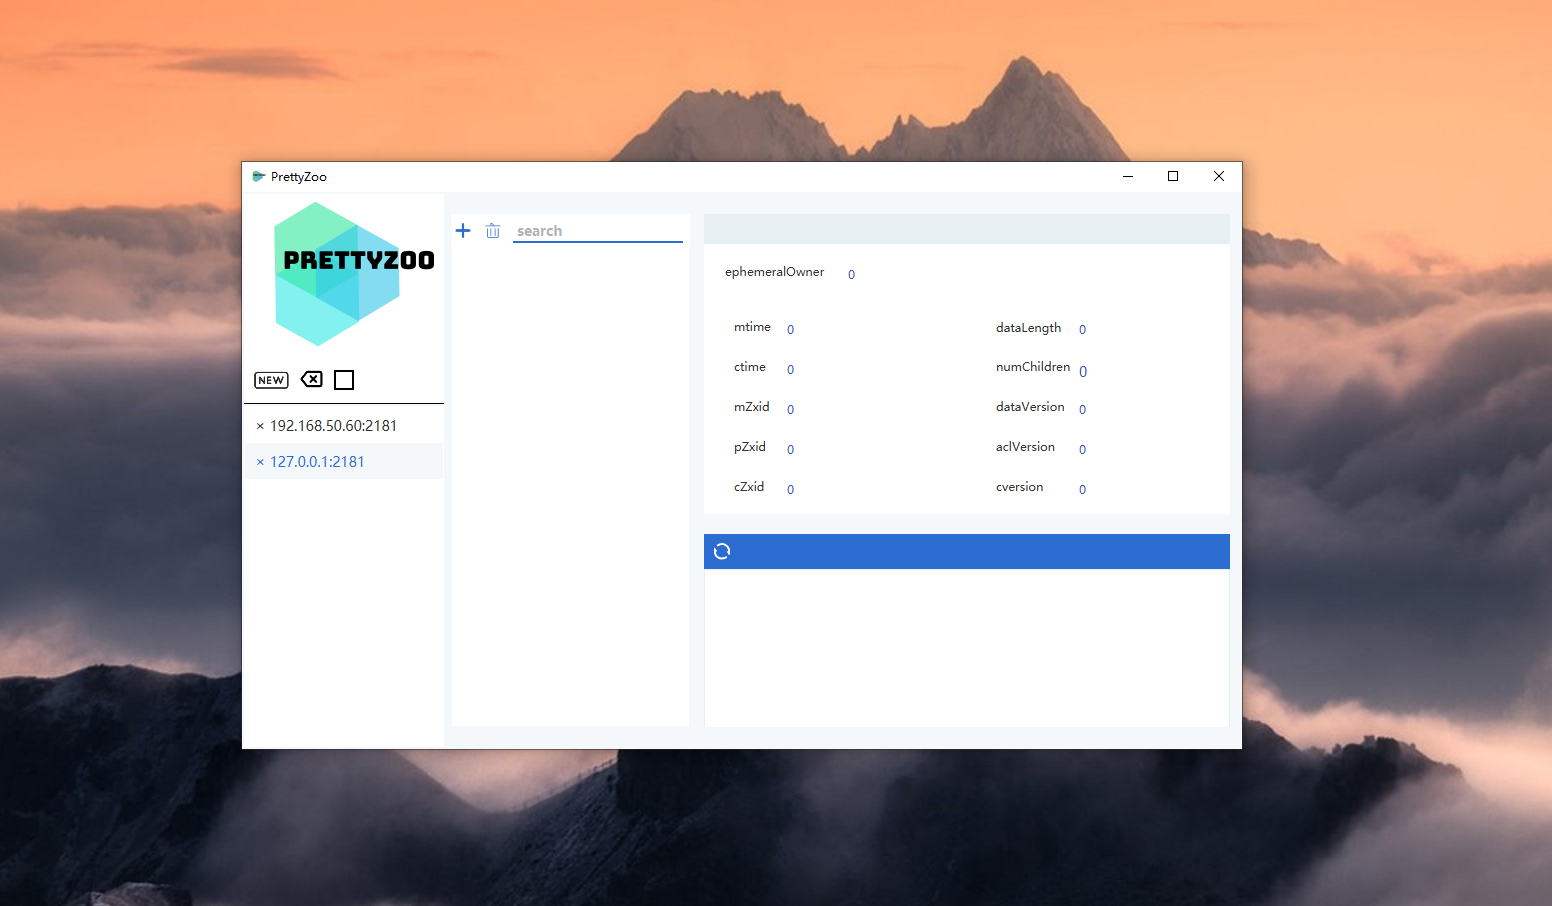 PrettyZoo
PRETTYZOO
NEW
× 192.168.50.60:2181
× 127.0.0.1:2181
search
ephemeralOwner 0
mtime 0 dataLength 0
ctime 0 numChildren 0
mZxid 0 dataVersion 0
pZxid 0 aclVersion 0
cZxid 0 cversion 0